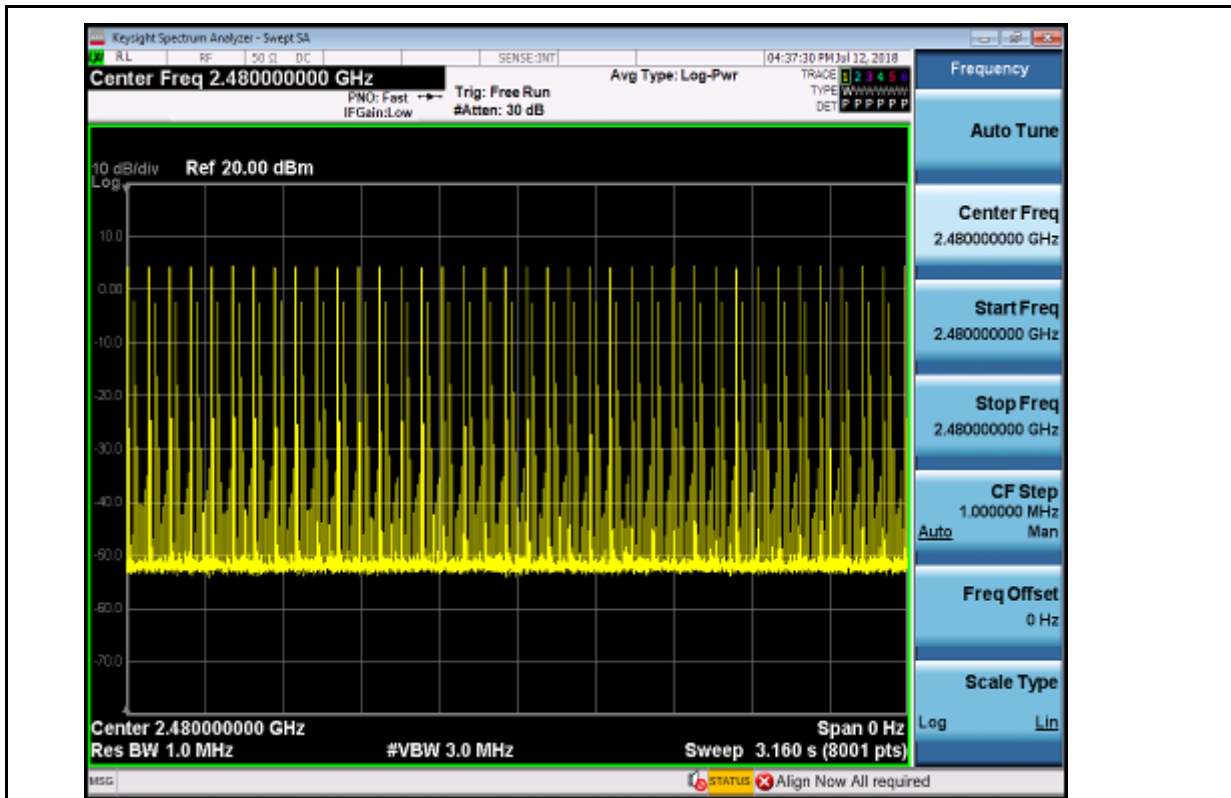 Keysight Spectrum Analyzer - Swept SA
RL RF 50 Ω DC SENSE:INT 04:37:30 PM Jul 12, 2018
Center Freq 2.480000000 GHz
PNO: Fast
IFGain:Low
Trig: Free Run
#Atten: 30 dB
Avg Type: Log-Pwr
TRACE 1 2 3 4 5 6
TYPE WWWWWW
DET P P P P P P
10 dB/div Ref 20.00 dBm
Log
10.0
0.00
-10.0
-20.0
-30.0
-40.0
-50.0
-60.0
-70.0
Center 2.480000000 GHz Span 0 Hz
Res BW 1.0 MHz #VBW 3.0 MHz Sweep 3.160 s (8001 pts)
MSG STATUS Align Now All required
Frequency
Auto Tune
Center Freq
2.480000000 GHz
Start Freq
2.480000000 GHz
Stop Freq
2.480000000 GHz
CF Step
1.000000 MHz
Auto Man
Freq Offset
0 Hz
Scale Type
Log Lin